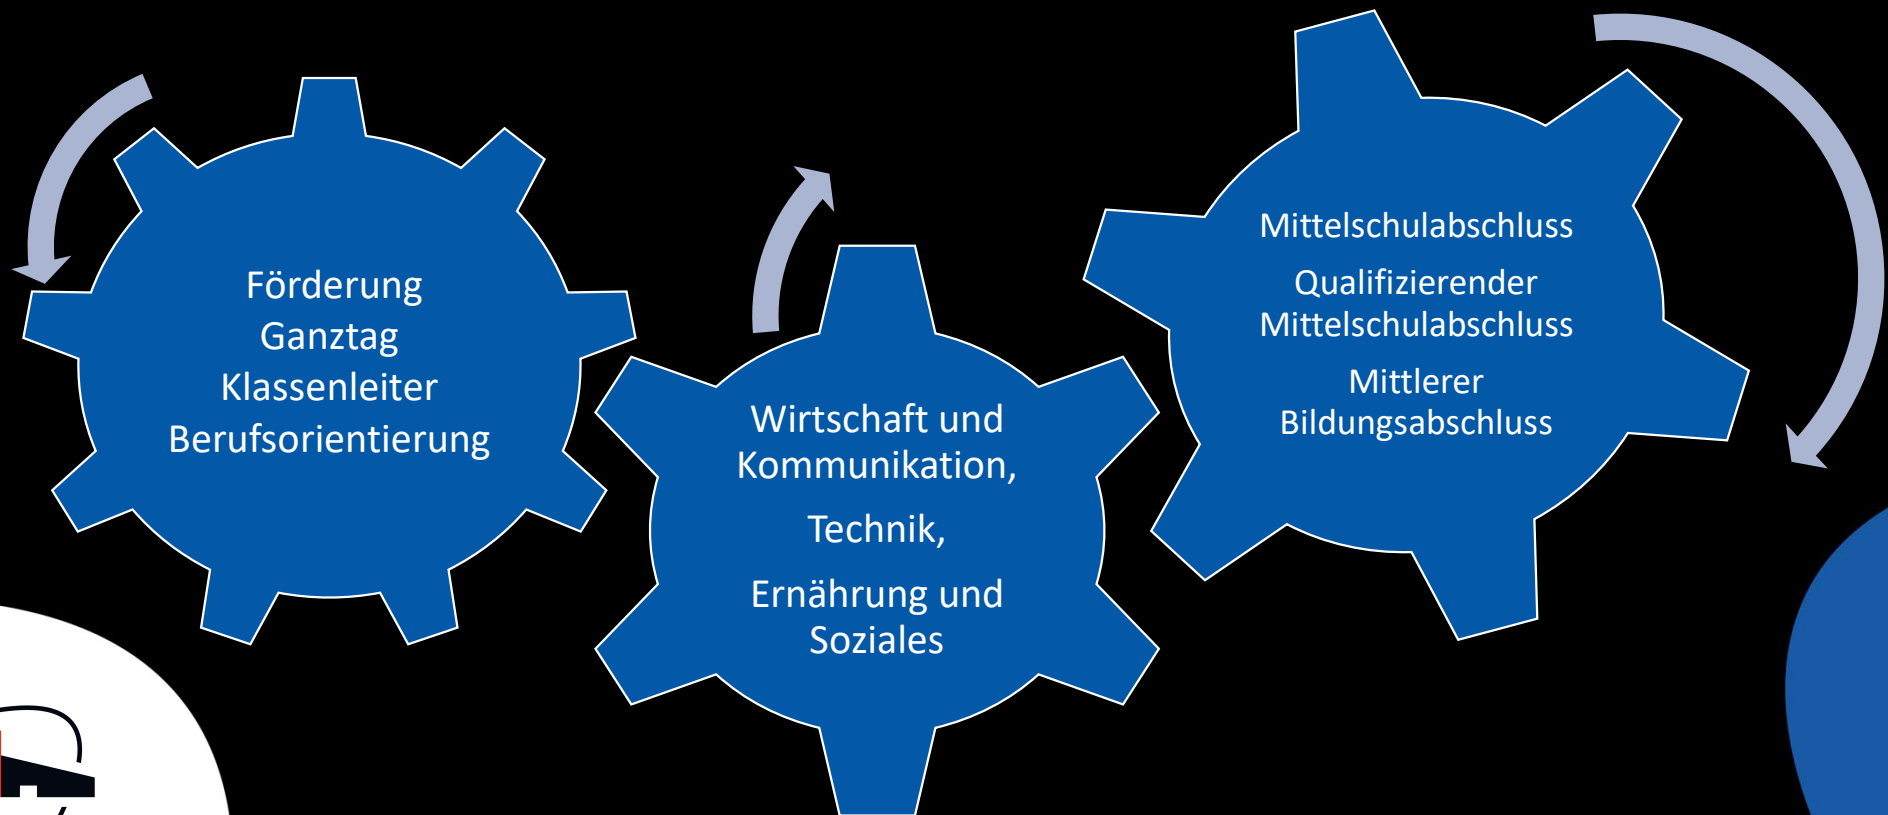 Förderung
Ganztag
Klassenleiter
Berufsorientierung
Wirtschaft und
Kommunikation,
Technik,
Ernährung und
Soziales
Mittelschulabschluss
Qualifizierender
Mittelschulabschluss
Mittlerer
Bildungsabschluss